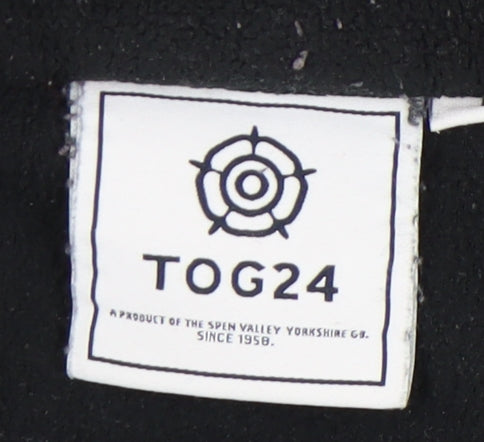 TOG24
A PRODUCT OF THE SPEN VALLEY YORKSHIRE GB.
SINCE 1958.